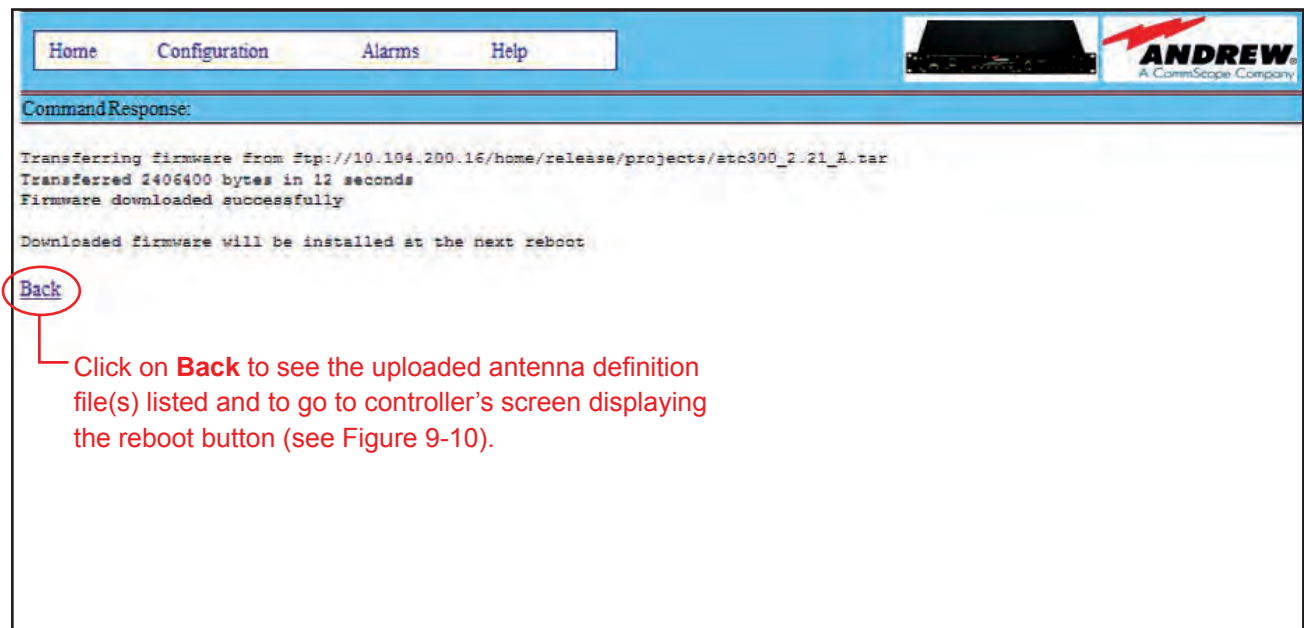 Home Configuration Alarms Help
ANDREW.
A CommScope Company
Command Response:
Transferring firmware from ftp://10.104.200.16/home/release/projects/atc300_2.21_A.tar
Transferred 2406400 bytes in 12 seconds
Firmware downloaded successfully
Downloaded firmware will be installed at the next reboot
Back
Click on Back to see the uploaded antenna definition
file(s) listed and to go to controller’s screen displaying
the reboot button (see Figure 9-10).